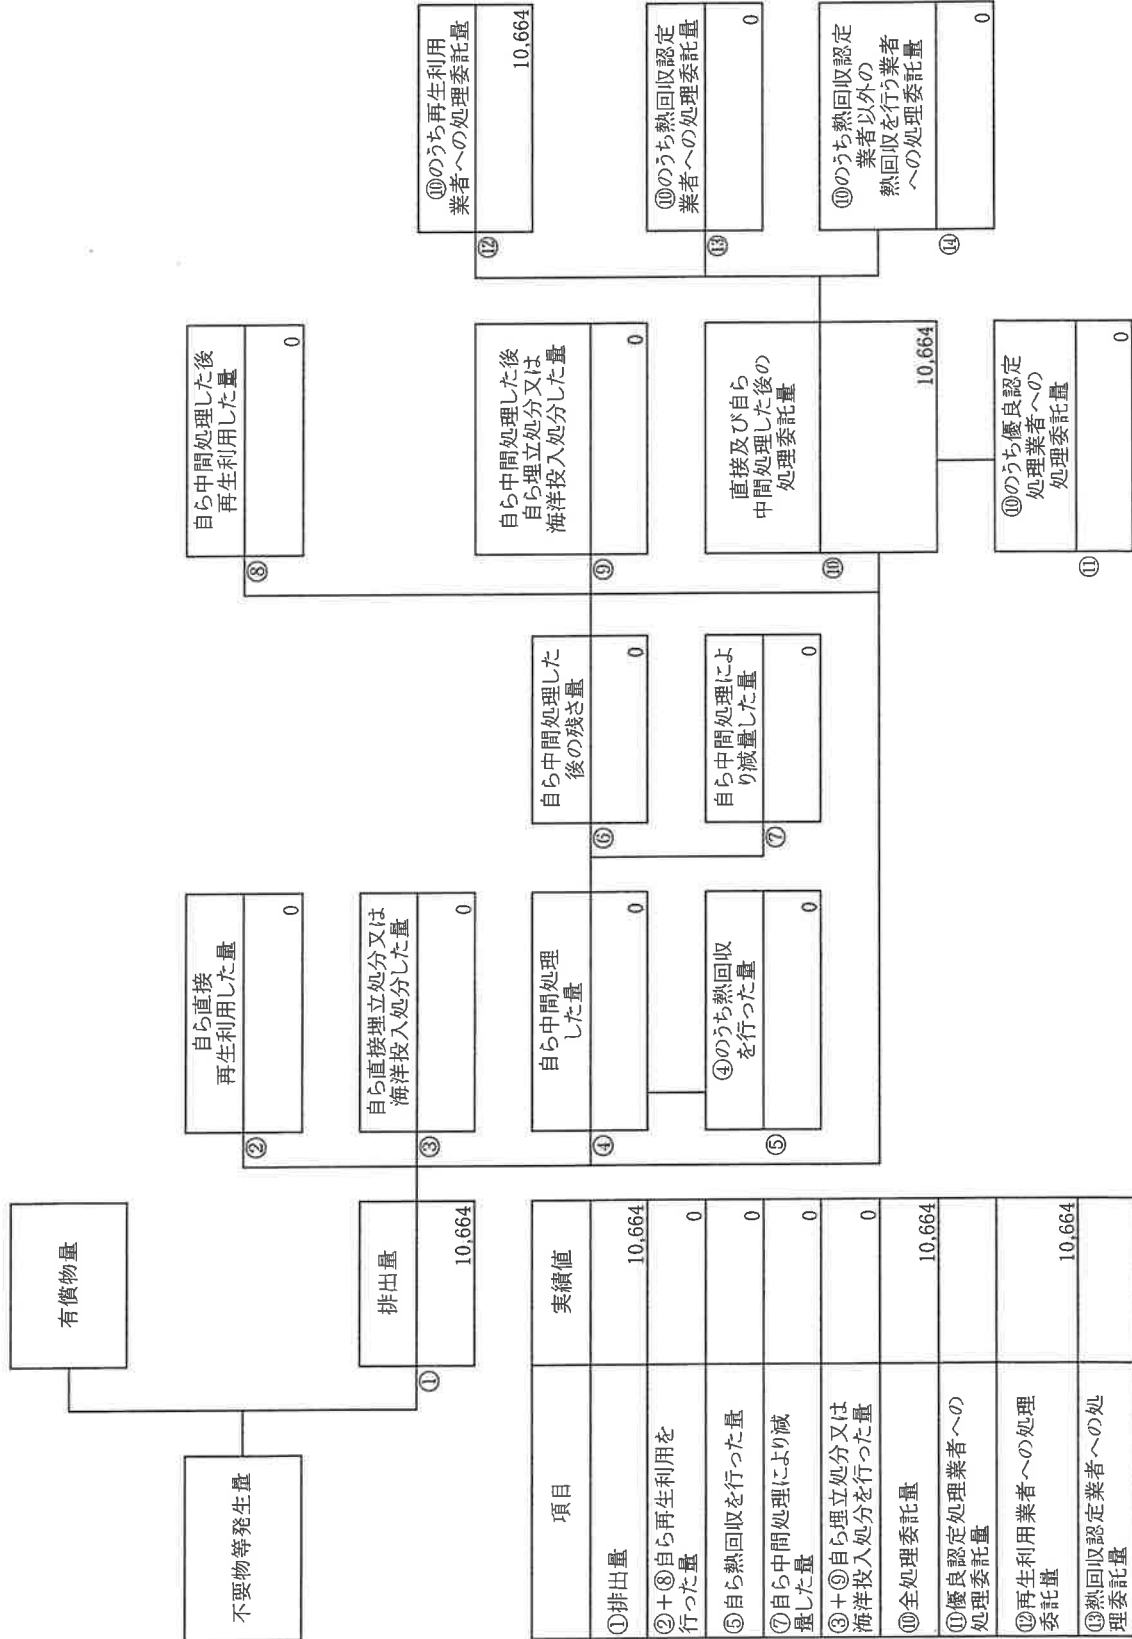 不要物等発生量
有償物量
①
排出量
10,664
②
自ら直接
再生利用した量
0
③
自ら直接埋立処分又は
海洋投入処分した量
0
④
自ら中間処理
した量
0
⑤
④のうち熱回収
を行った量
0
⑥
自ら中間処理した
後の残さ量
0
⑦
自ら中間処理によ
り減量した量
0
⑧
自ら中間処理した後
再生利用した量
0
⑨
自ら中間処理した後
自ら埋立処分又は
海洋投入処分した量
0
⑩
直接及び自ら
中間処理した後の
処理委託量
10,664
⑪
⑩のうち優良認定
処理業者への
処理委託量
0
⑫
⑩のうち再生利用
業者への処理委託量
10,664
⑬
⑩のうち熱回収認定
業者への処理委託量
0
⑭
⑩のうち熱回収認定
業者以外の
熱回収を行う業者
への処理委託量
0
項目
実績値
①排出量
10,664
②+⑧自ら再生利用を
行った量
0
⑤自ら熱回収を行った量
0
⑦自ら中間処理により減
量した量
0
③+⑨自ら埋立処分又は
海洋投入処分を行った量
0
⑩全処理委託量
10,664
⑪優良認定処理業者への
処理委託量
⑫再生利用業者への処理
委託量
10,664
⑬熱回収認定業者への処
理委託量